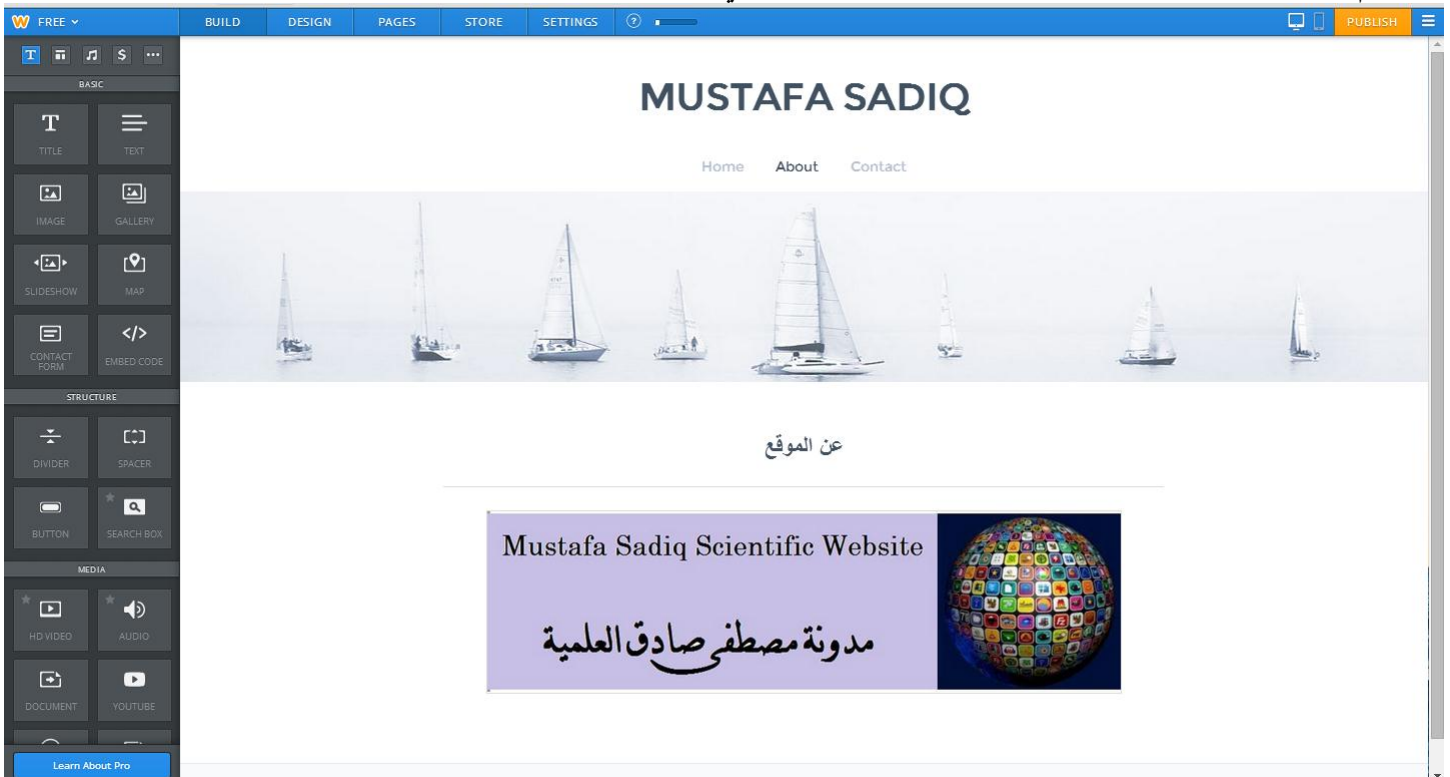 FREE BUILD DESIGN PAGES STORE SETTINGS ? PUBLISH
T $
BASIC
MUSTAFA SADIQ
T
TITLE TEXT
Home About Contact
IMAGE GALLERY
SLIDESHOW MAP
</>
CONTACT FORM EMBED CODE
STRUCTURE
DIVIDER SPACER
عن الموقع
BUTTON SEARCH BOX
Mustafa Sadiq Scientific Website
مدونة مصطفى صادق العلمية
MEDIA
HD VIDEO AUDIO
DOCUMENT YOUTUBE
Learn About Pro